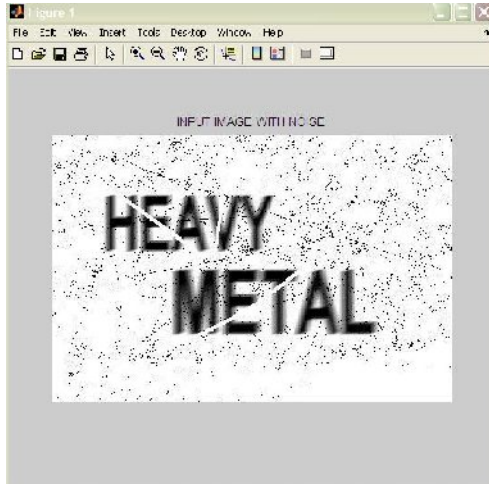 Figure 1
File Edit View Insert Tools Desktop Window Help
INPUT IMAGE WITH NOISE
HEAVY
METAL